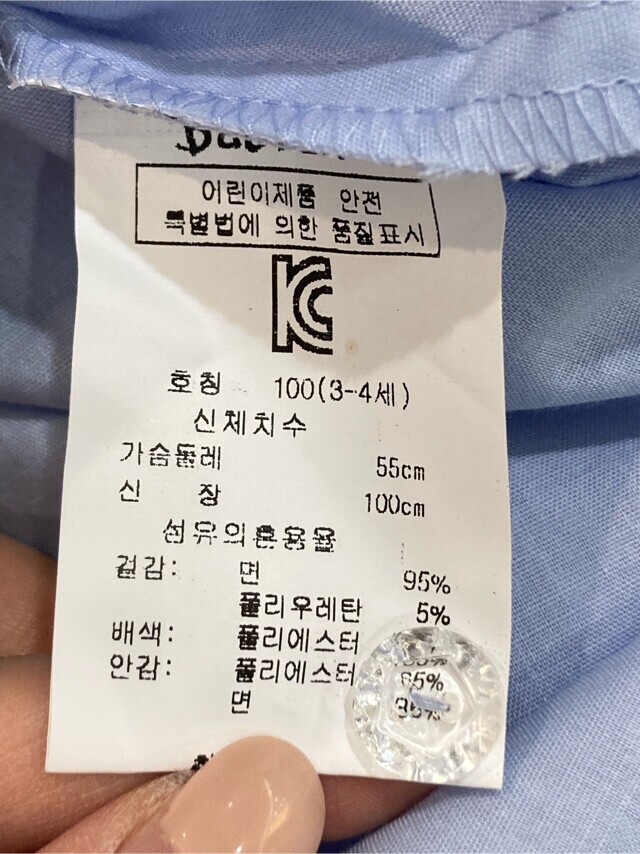 어린이제품 안전
특별법에 의한 품질표시
KC
호칭 100(3-4세)
신체치수
가슴둘레 55cm
신 장 100cm
섬유의혼용율
겉감: 면 95%
폴리우레탄 5%
배색: 폴리에스터
안감: 폴리에스터 65%
면 35%